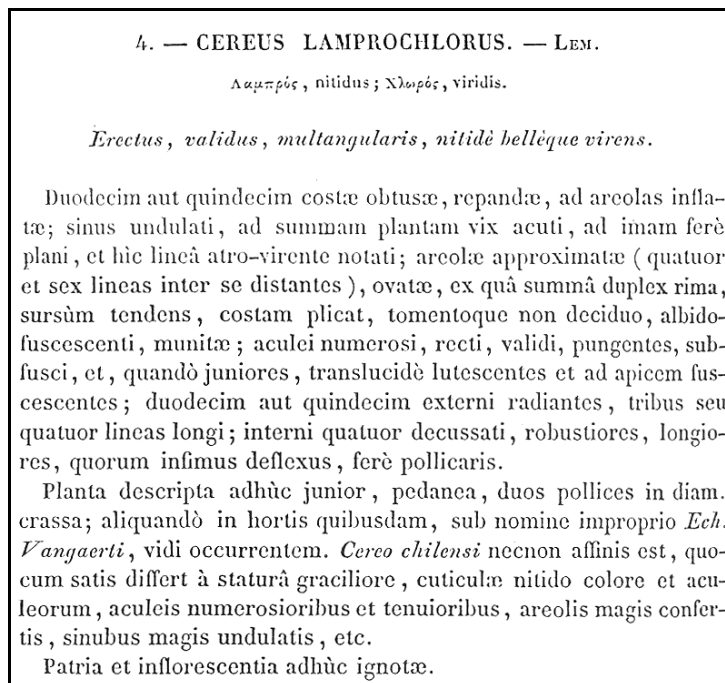 4. — CEREUS LAMPROCHLORUS. — LEM.
Λαμπρός, nitidus; Χλωρός, viridis.
Erectus, validus, multangularis, nitidè bellèque virens.
Duodecim aut quindecim costæ obtusæ, repandæ, ad areolas infla-
tæ; sinus undulati, ad summam plantam vix acuti, ad imam ferè
plani, et hìc lineâ atro-virente notati; areolæ approximatæ (quatuor
et sex lineas inter se distantes), ovatæ, ex quâ summâ duplex rima,
sursùm tendens, costam plicat, tomentoque non deciduo, albido-
fuscescenti, munitæ; aculei numerosi, recti, validi, pungentes, sub-
fusci, et, quandò juniores, translucidè lutescentes et ad apicem fus-
cescentes; duodecim aut quindecim externi radiantes, tribus seu
quatuor lineas longi; interni quatuor decussati, robustiores, longio-
res, quorum infimus deflexus, ferè pollicaris.
Planta descripta adhùc junior, pedanea, duos pollices in diam.
crassa; aliquandò in hortis quibusdam, sub nomine improprio Ech.
Vangaerti, vidi occurrentem. Cereo chilensi necnon affinis est, quo-
cum satis differt à staturâ graciliore, cuticulæ nitido colore et acu-
leorum, aculeis numerosioribus et tenuioribus, areolis magis confer-
tis, sinubus magis undulatis, etc.
Patria et inflorescentia adhùc ignotæ.